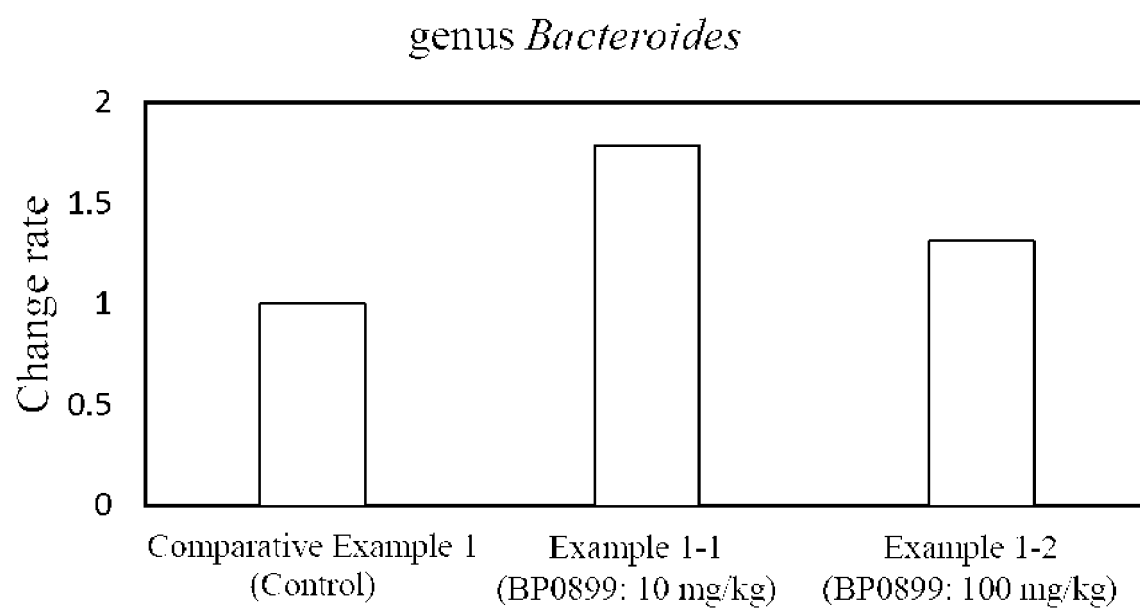 genus Bacteroides
2
1.5
1
0.5
0
Change rate
Comparative Example 1
(Control)
Example 1-1
(BP0899: 10 mg/kg)
Example 1-2
(BP0899: 100 mg/kg)